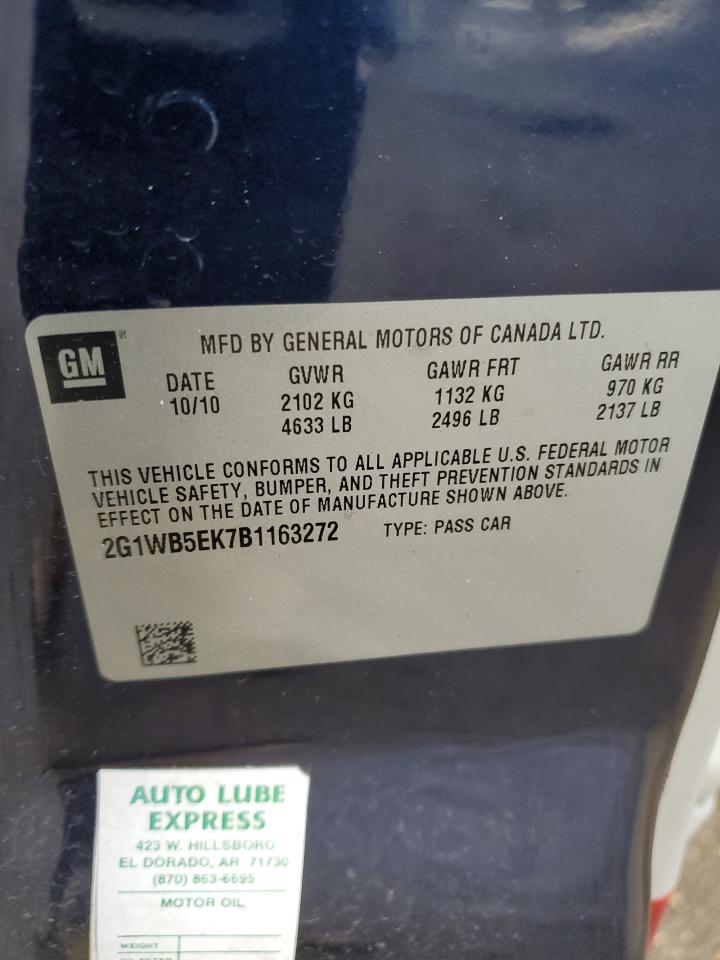 GM ®
MFD BY GENERAL MOTORS OF CANADA LTD.
DATE GVWR GAWR FRT GAWR RR
10/10 2102 KG 1132 KG 970 KG
4633 LB 2496 LB 2137 LB
THIS VEHICLE CONFORMS TO ALL APPLICABLE U.S. FEDERAL MOTOR
VEHICLE SAFETY, BUMPER, AND THEFT PREVENTION STANDARDS IN
EFFECT ON THE DATE OF MANUFACTURE SHOWN ABOVE.
2G1WB5EK7B1163272 TYPE: PASS CAR
AUTO LUBE
EXPRESS
423 W. HILLSBORO
EL DORADO, AR 71730
(870) 863-6695
MOTOR OIL
WEIGHT
OIL FILTER